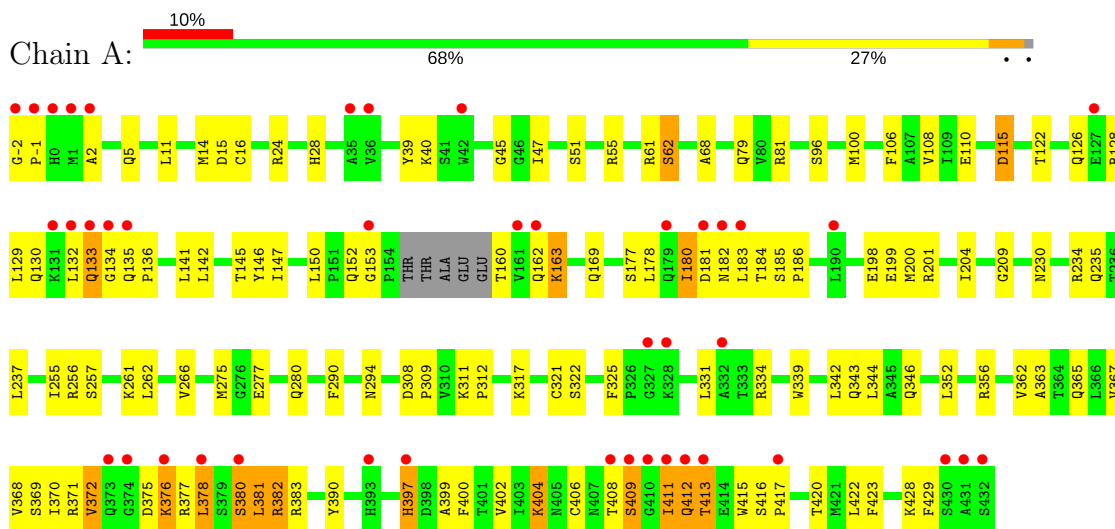 10%
Chain A:
68% 27% . .
G-2 P-1 H0 M1 A2 Q5 L11 M14 D15 C16 R24 H28 A35 V36 Y39 K40 S41 W42 G45 G46 I47 S51 R55 R61 S62 A68 Q79 V80 R81 S96 M100 F106 A107 V108 I109 E110 D115 T122 Q126 E127 R128
L129 Q130 K131 L132 Q133 G134 Q135 P136 L141 L142 T145 Y146 I147 L150 P151 Q152 G153 P154 THR THR ALA GLU GLU T160 V161 Q162 K163 Q169 S177 L178 Q179 I180 D181 N182 L183 T184 S185 P186 L190 E198 E199 M200 R201 I204 G209 N230 R234 Q235 T236
L237 I255 R256 S257 K261 L262 V266 M275 G276 E277 Q280 F290 N294 D308 P309 V310 K311 P312 K317 C321 S322 F325 P326 G327 K328 L331 A332 T333 R334 W339 L342 Q343 L344 A345 Q346 L352 R356 V362 A363 T364 Q365 L366 V367
V368 S369 I370 R371 V372 Q373 G374 D375 K376 R377 L378 S379 S380 L381 R382 R383 Y390 H393 H397 D398 A399 F400 T401 V402 I403 K404 N405 C406 N407 T408 S409 G410 I411 Q412 T413 E414 W415 S416 P417 T420 M421 L422 F423 K428 F429 S430 A431 S432